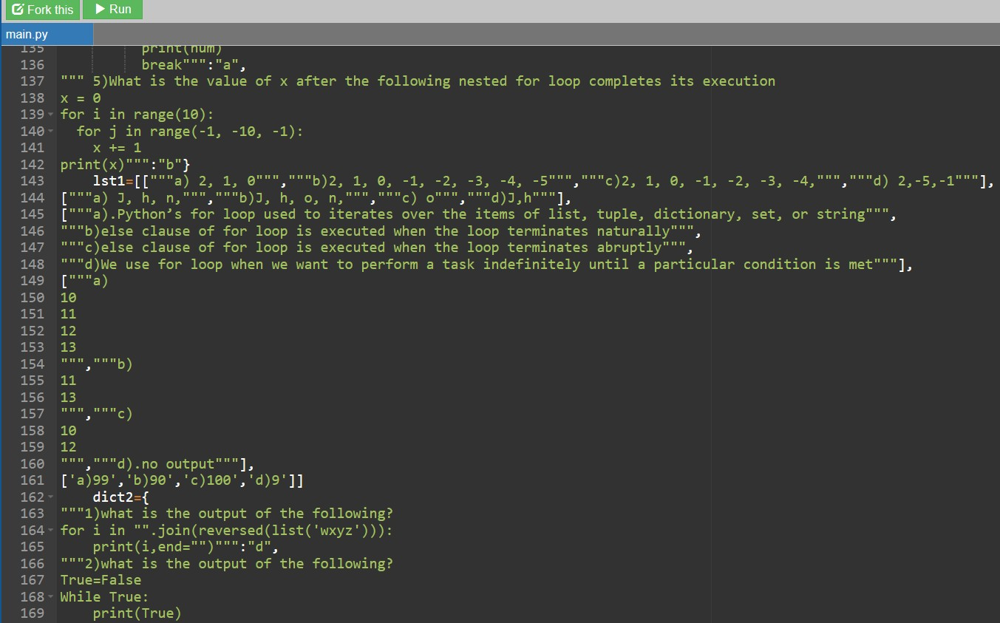 Fork this Run
main.py
135 print(num)
136 break""":"a",
137 """ 5)What is the value of x after the following nested for loop completes its execution
138 x = 0
139 for i in range(10):
140 for j in range(-1, -10, -1):
141 x += 1
142 print(x)""":"b"}
143 lst1=[["""a) 2, 1, 0""","""b)2, 1, 0, -1, -2, -3, -4, -5""","""c)2, 1, 0, -1, -2, -3, -4,""","""d) 2,-5,-1"""],
144 ["""a) J, h, n,""","""b)J, h, o, n,""","""c) o""","""d)J,h"""],
145 ["""a).Python’s for loop used to iterates over the items of list, tuple, dictionary, set, or string""",
146 """b)else clause of for loop is executed when the loop terminates naturally""",
147 """c)else clause of for loop is executed when the loop terminates abruptly""",
148 """d)We use for loop when we want to perform a task indefinitely until a particular condition is met"""],
149 ["""a)
150 10
151 11
152 12
153 13
154 ""","""b)
155 11
156 13
157 ""","""c)
158 10
159 12
160 ""","""d).no output"""],
161 ['a)99','b)90','c)100','d)9']]
162 dict2={
163 """1)what is the output of the following?
164 for i in "".join(reversed(list('wxyz'))):
165 print(i,end="")""":"d",
166 """2)what is the output of the following?
167 True=False
168 While True:
169 print(True)